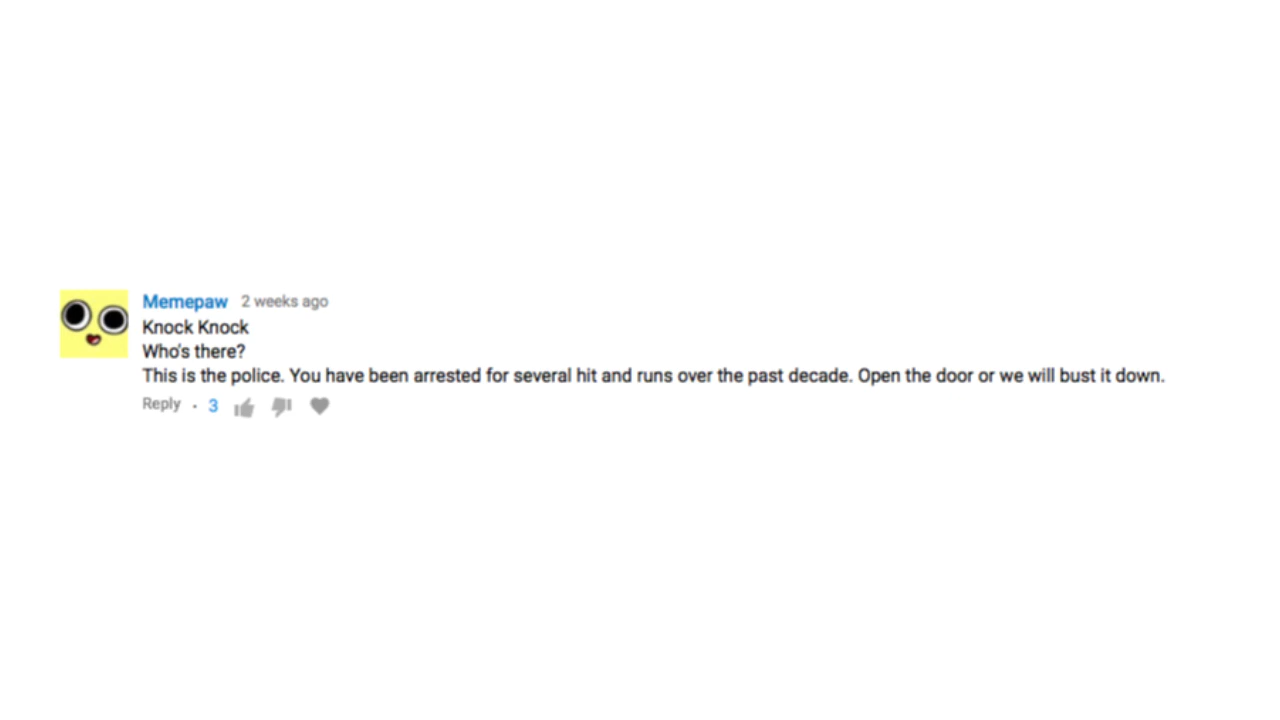 Memepaw 2 weeks ago
Knock Knock
Who's there?
This is the police. You have been arrested for several hit and runs over the past decade. Open the door or we will bust it down.
Reply · 3